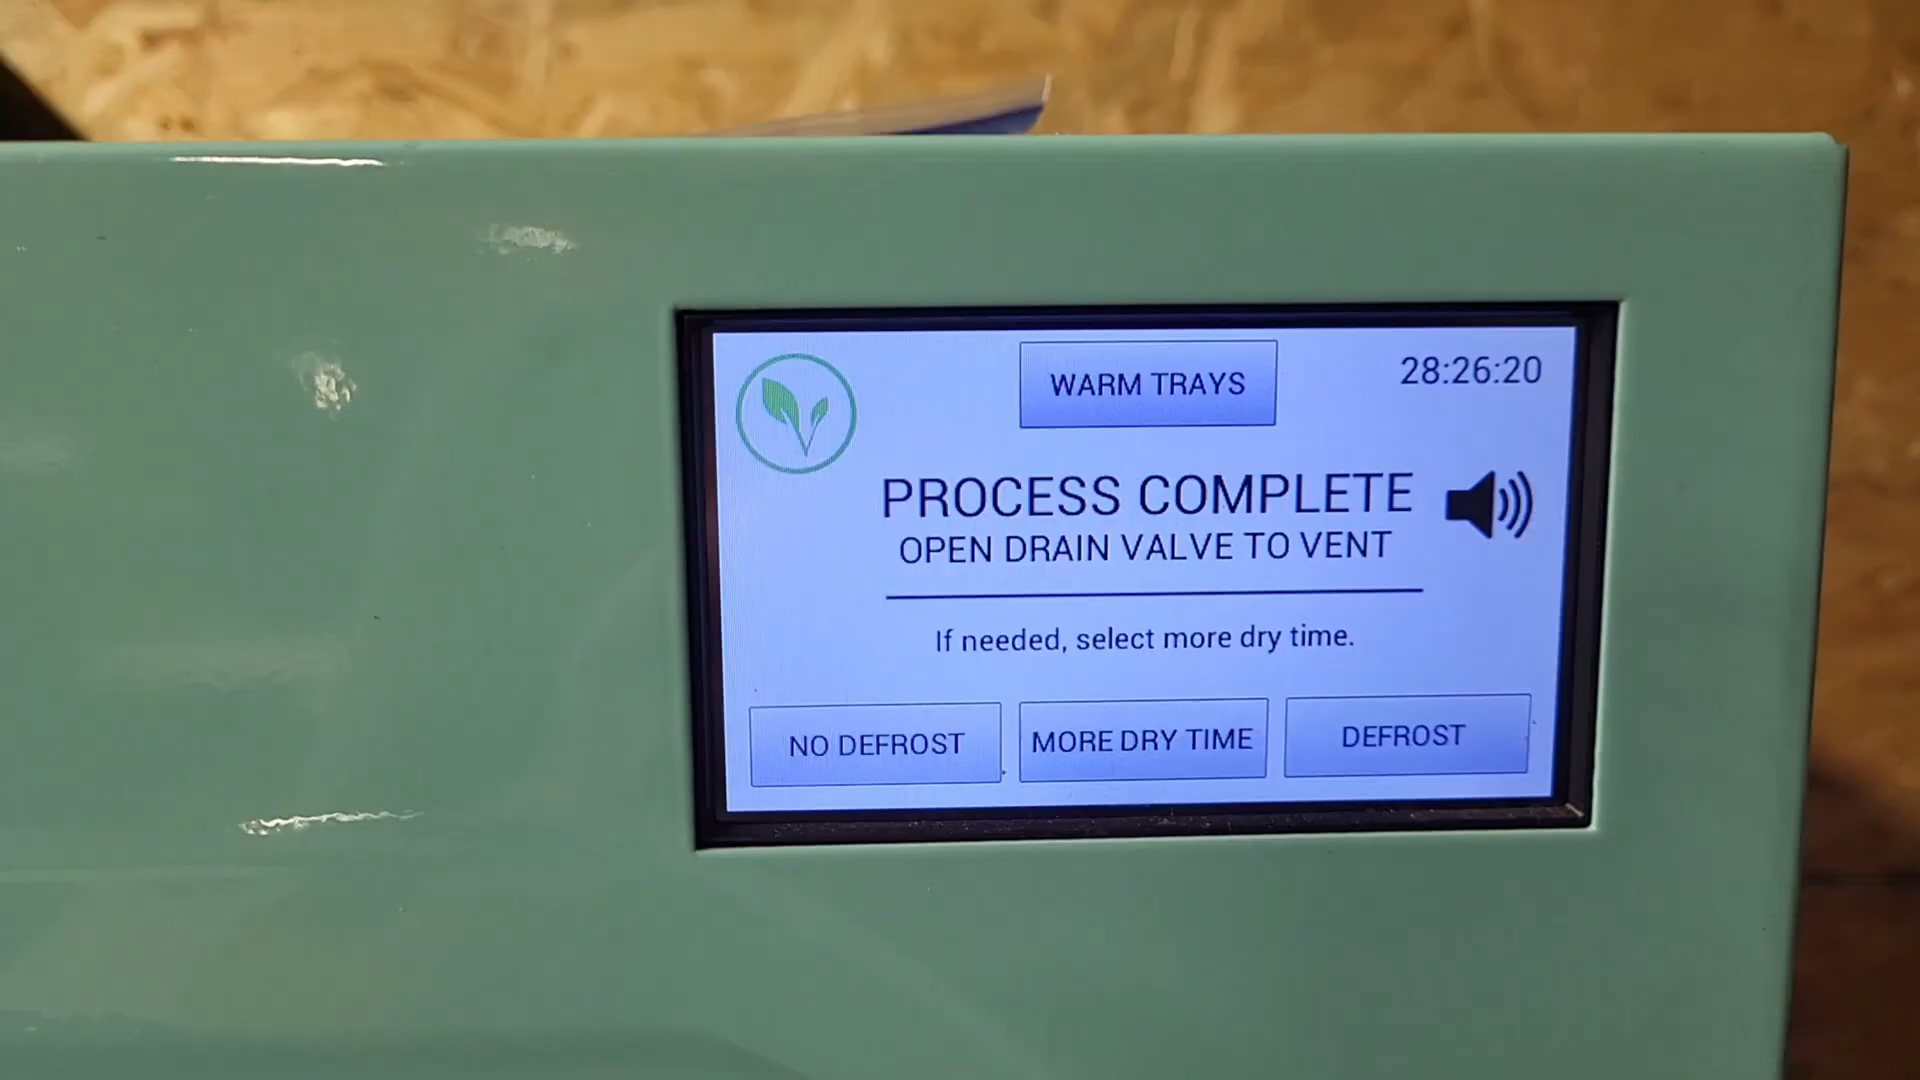 WARM TRAYS
28:26:20
PROCESS COMPLETE
OPEN DRAIN VALVE TO VENT
If needed, select more dry time.
NO DEFROST
MORE DRY TIME
DEFROST